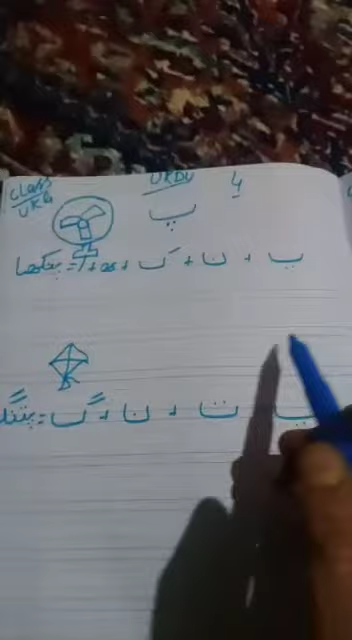 CLASS UKG URDU
پ
پ + ن + ک + ھ + ا = پنکھا
پ + ت + ن + گ = پتنگ